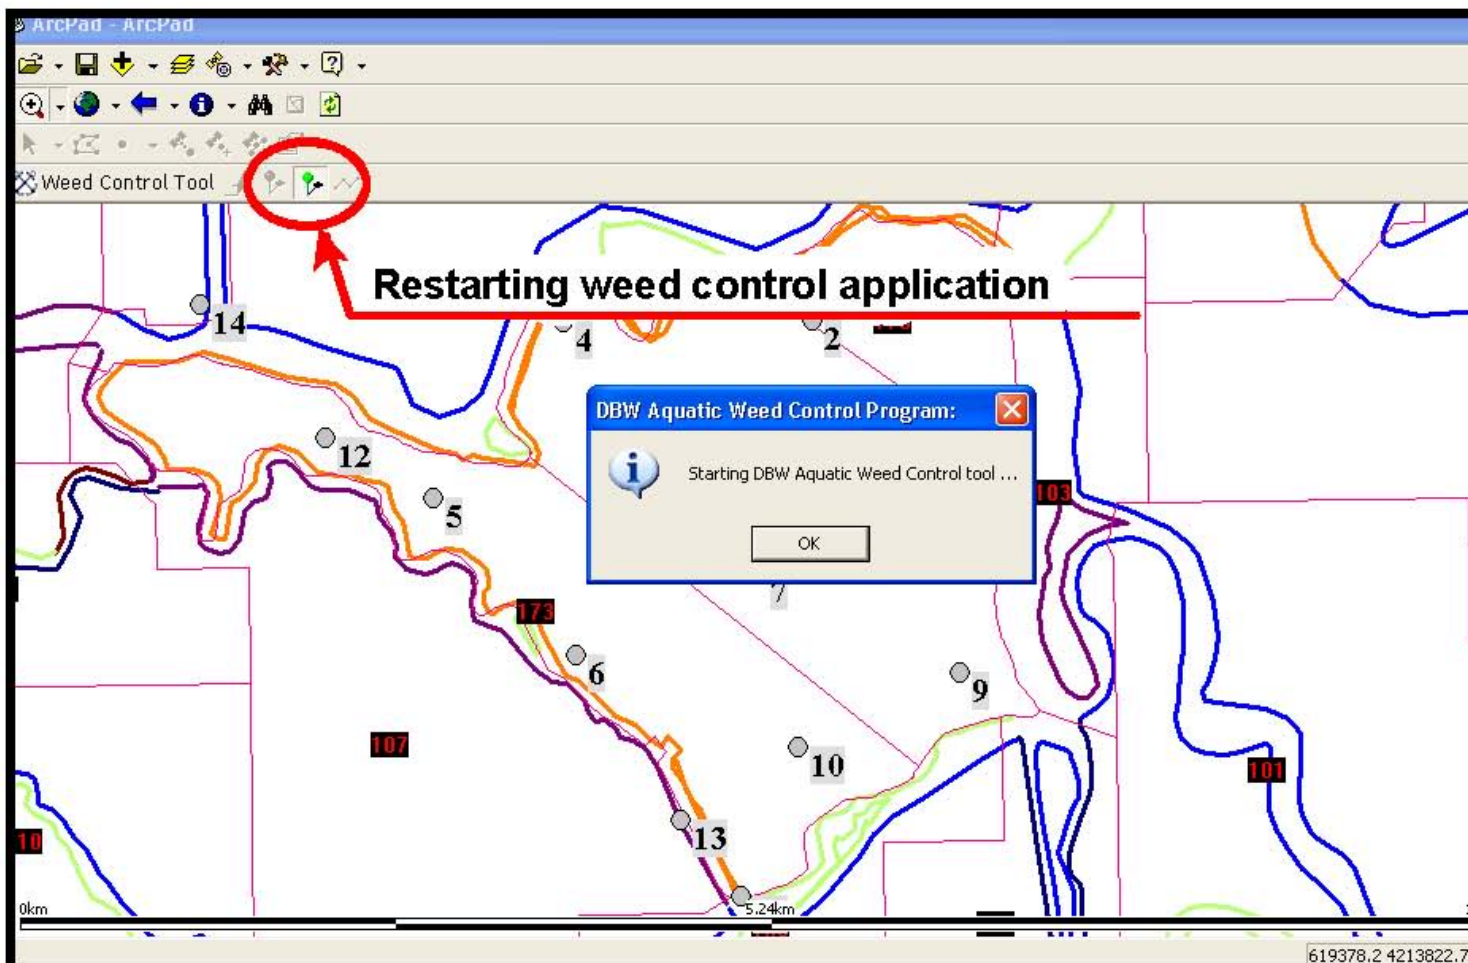 ArcPad - ArcPad
Weed Control Tool
Restarting weed control application
14
4
2
DBW Aquatic Weed Control Program:
Starting DBW Aquatic Weed Control tool ...
OK
12
5
103
7
173
6
9
107
10
101
13
10
0km
5.24km
619378.2 4213822.7